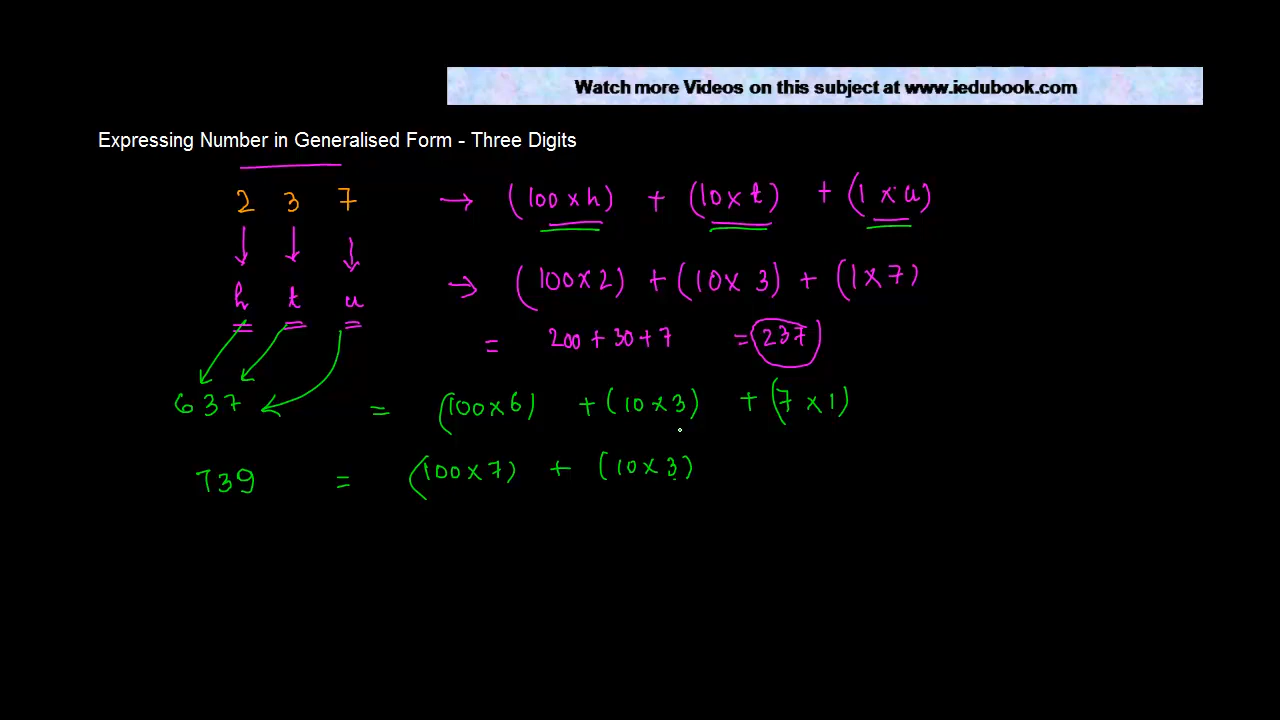 Watch more Videos on this subject at www.iedubook.com
Expressing Number in Generalised Form - Three Digits
2 3 7 → (100 × h) + (10 × t) + (1 × u)
h t u → (100 × 2) + (10 × 3) + (1 × 7)
= 200 + 30 + 7 = 237
637 = (100 × 6) + (10 × 3) + (7 × 1)
739 = (100 × 7) + (10 × 3)